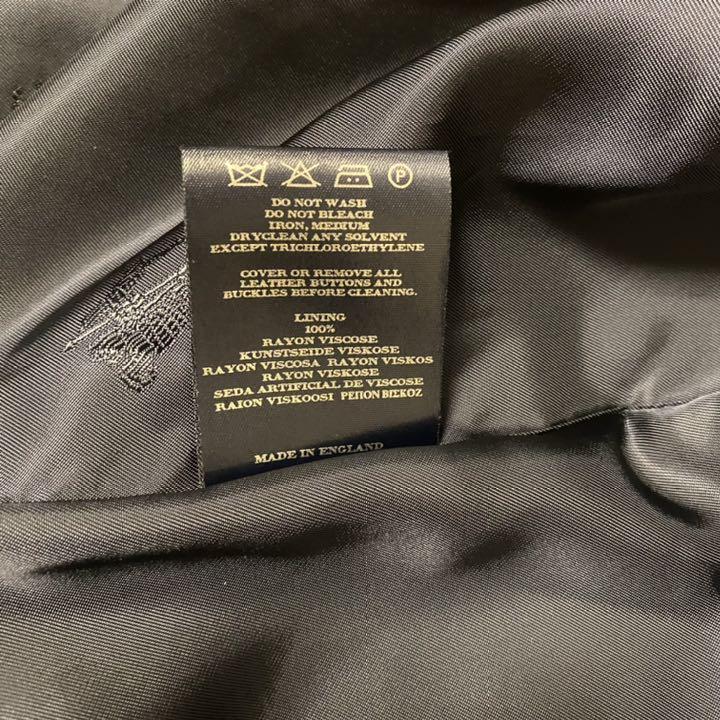 P
DO NOT WASH
DO NOT BLEACH
IRON, MEDIUM
DRYCLEAN ANY SOLVENT
EXCEPT TRICHLOROETHYLENE
COVER OR REMOVE ALL
LEATHER BUTTONS AND
BUCKLES BEFORE CLEANING.
LINING
100%
RAYON VISCOSE
KUNSTSEIDE VISKOSE
RAYON VISCOSA RAYON VISKOS
RAYON VISKOSE
SEDA ARTIFICIAL DE VISCOSE
RAION VISKOOSI ΡΕΠΟΝ ΒΙΣΚΟΖ
MADE IN ENGLAND